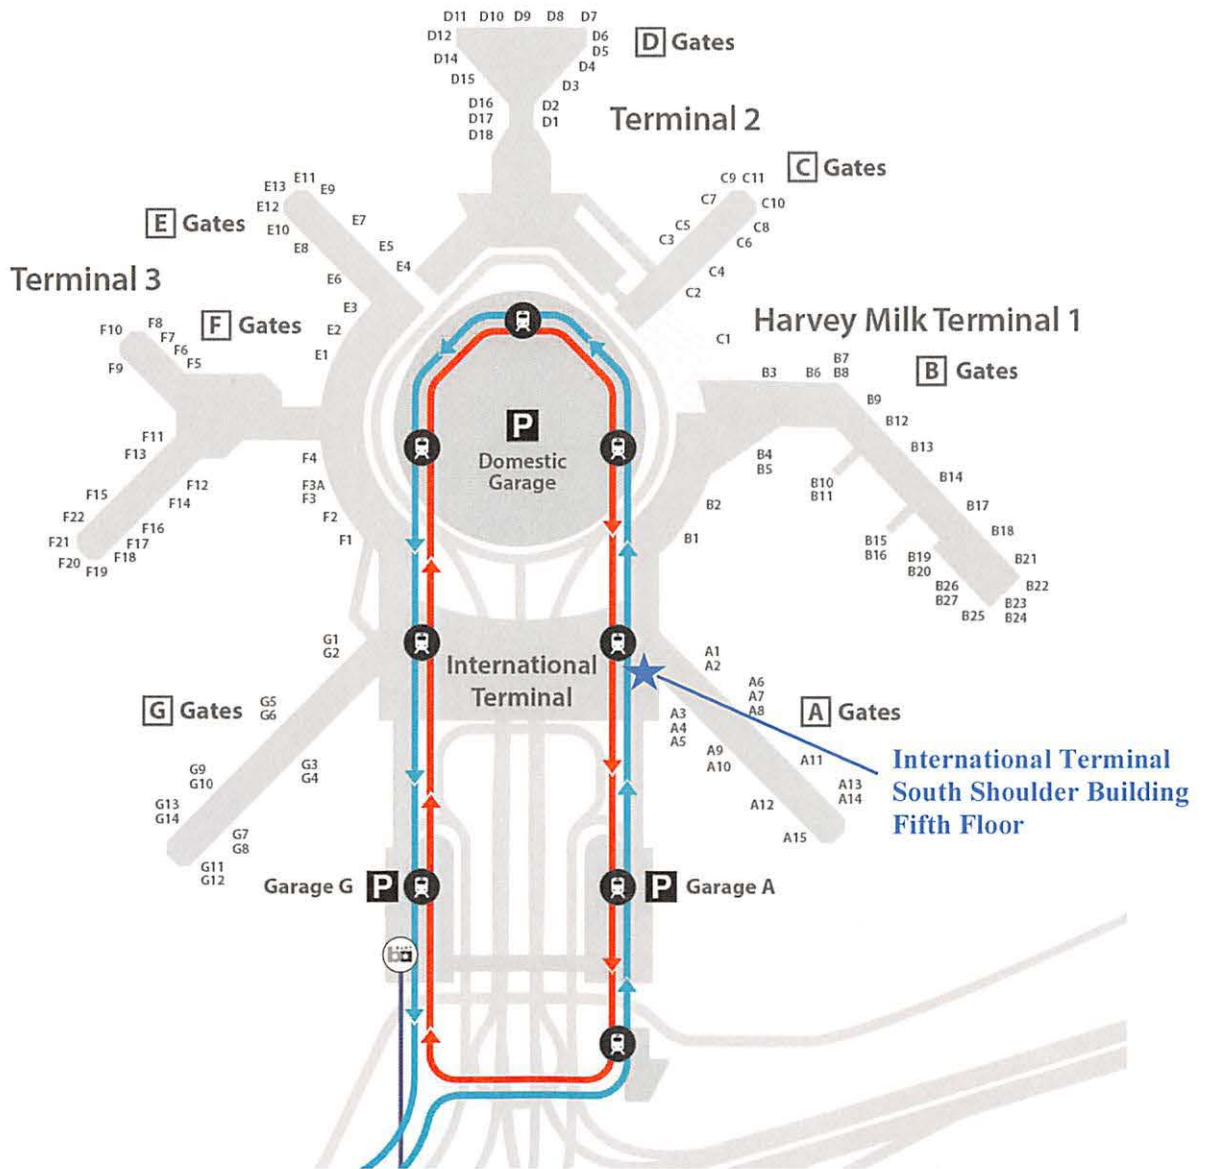 D11 D10 D9 D8 D7
D12
D6
D5
D14
D4
D15
D3
D16
D17
D18
D2
D1
D Gates
Terminal 2
C9 C11
C7
C10
C5
C8
C3
C6
C4
C2
C1
C Gates
E11
E13
E9
E12
E7
E10
E8
E5
E4
E6
E3
E2
E1
E Gates
Terminal 3
F Gates
F10
F8
F7
F6
F5
F9
F11
F13
F4
F12
F3A
F3
F15
F14
F2
F22
F16
F1
F21
F17
F20
F18
F19
Harvey Milk Terminal 1
B7
B8
B3
B6
B Gates
B9
B12
B13
B4
B5
B14
B10
B11
B17
B2
B18
B1
B15
B16
B19
B20
B21
B26
B27
B22
B25
B23
B24
P
Domestic
Garage
G1
G2
International
Terminal
A1
A2
G5
G6
G Gates
A6
A7
A8
A3
A4
A5
A Gates
G3
G4
G9
G10
A9
A10
A11
G13
G14
A13
A14
A12
G7
G8
A15
G11
G12
International Terminal
South Shoulder Building
Fifth Floor
Garage G P
P Garage A
ba